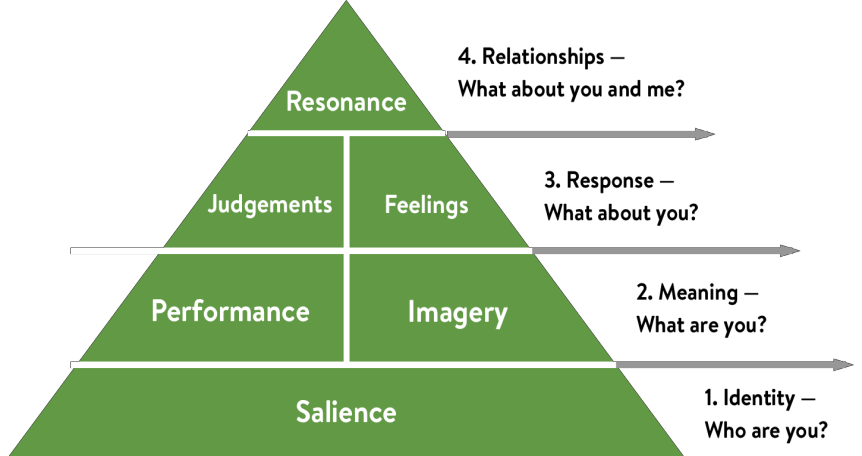 4. Relationships —
What about you and me?
Resonance
3. Response —
What about you?
Judgements
Feelings
2. Meaning —
What are you?
Performance
Imagery
1. Identity —
Who are you?
Salience